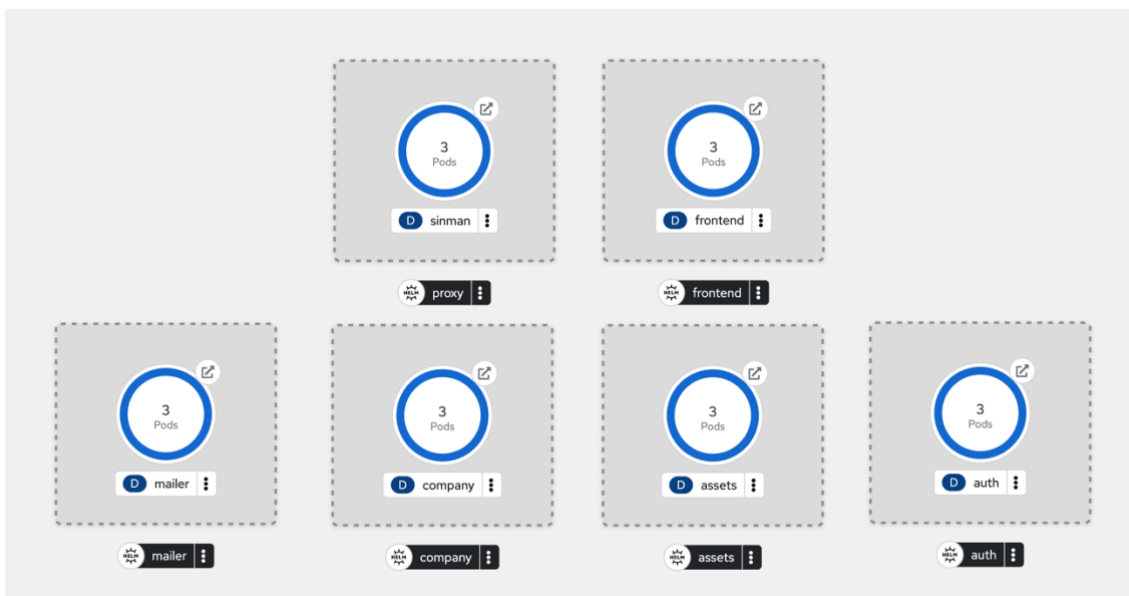 3
Pods
D sinman
HELM proxy
3
Pods
D frontend
HELM frontend
3
Pods
D mailer
HELM mailer
3
Pods
D company
HELM company
3
Pods
D assets
HELM assets
3
Pods
D auth
HELM auth